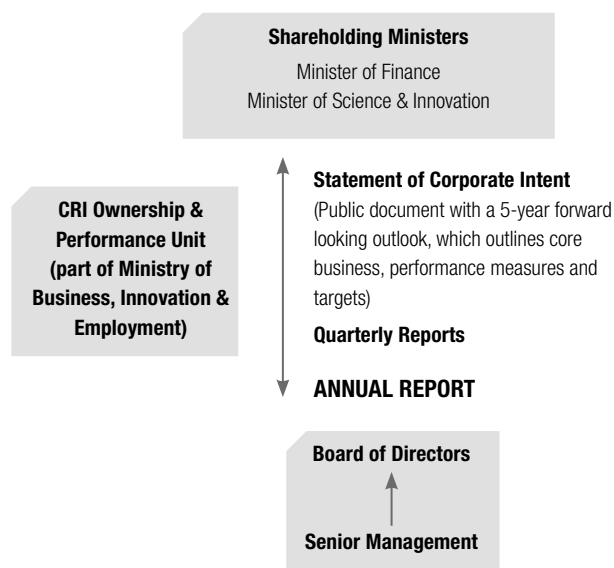 Shareholding Ministers
Minister of Finance
Minister of Science & Innovation
CRI Ownership &
Performance Unit
(part of Ministry of
Business, Innovation &
Employment)
Statement of Corporate Intent
(Public document with a 5-year forward
looking outlook, which outlines core
business, performance measures and
targets)
Quarterly Reports
ANNUAL REPORT
Board of Directors
Senior Management